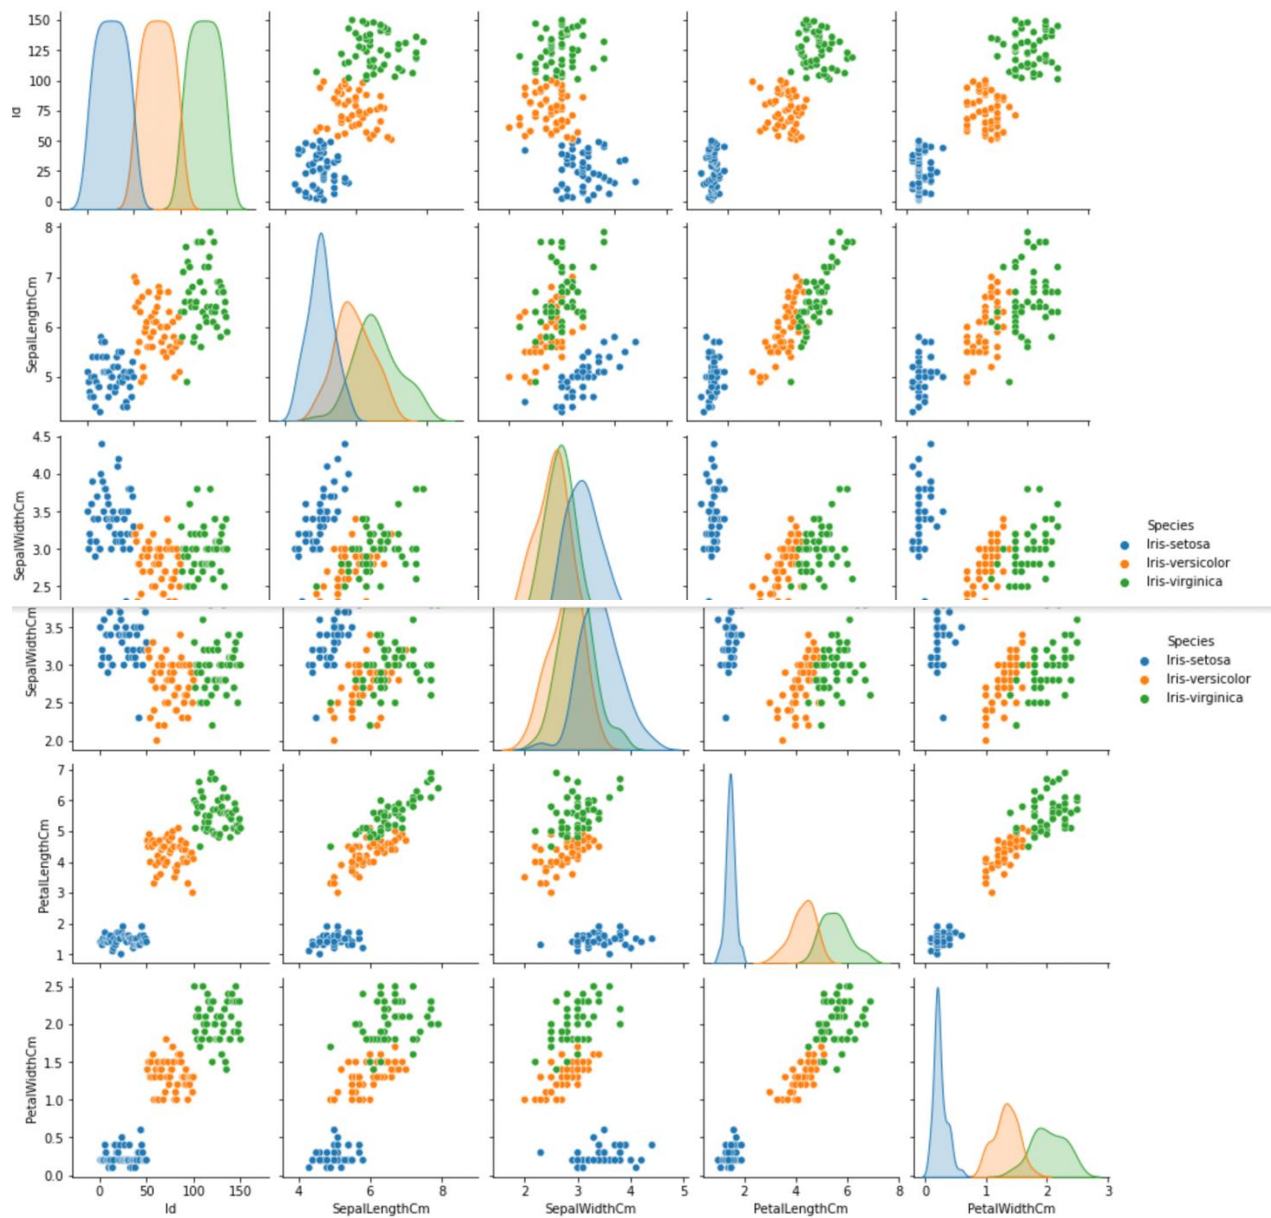 150
125
100
75
50
25
0
Id
8
7
6
5
SepalLengthCm
4.5
4.0
3.5
3.0
2.5
SepalWidthCm
Species
Iris-setosa
Iris-versicolor
Iris-virginica
3.5
3.0
2.5
2.0
SepalWidthCm
Species
Iris-setosa
Iris-versicolor
Iris-virginica
7
6
5
4
3
2
1
PetalLengthCm
2.5
2.0
1.5
1.0
0.5
0.0
PetalWidthCm
0 50 100 150 4 6 8 2 3 4 5 2 4 6 8 0 1 2 3
Id SepalLengthCm SepalWidthCm PetalLengthCm PetalWidthCm